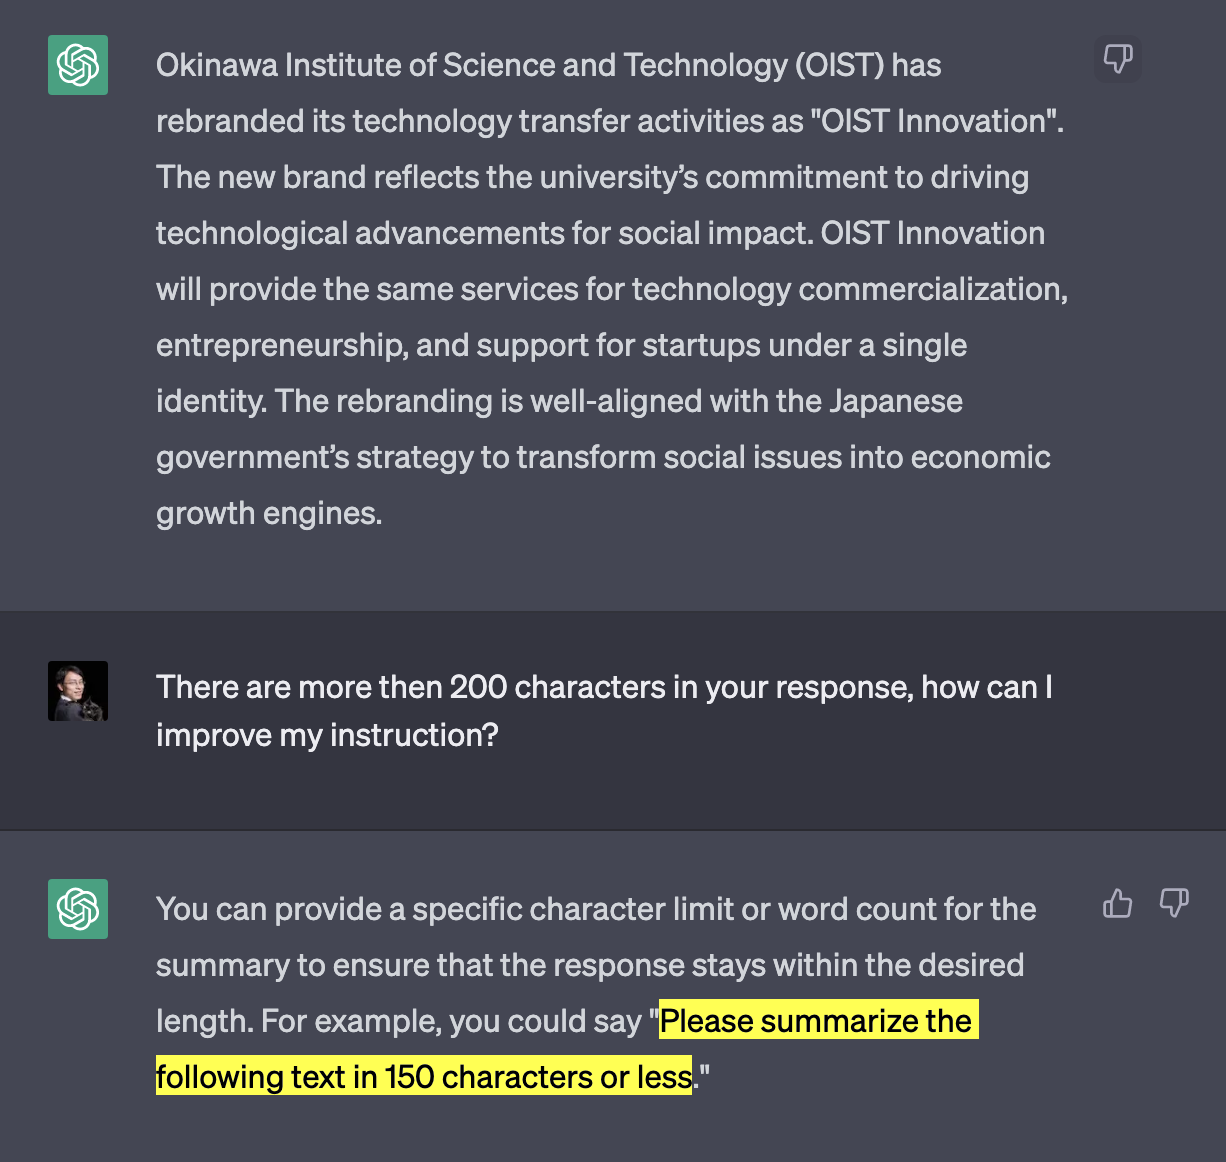 Okinawa Institute of Science and Technology (OIST) has
rebranded its technology transfer activities as "OIST Innovation".
The new brand reflects the university’s commitment to driving
technological advancements for social impact. OIST Innovation
will provide the same services for technology commercialization,
entrepreneurship, and support for startups under a single
identity. The rebranding is well-aligned with the Japanese
government’s strategy to transform social issues into economic
growth engines.
There are more then 200 characters in your response, how can I
improve my instruction?
You can provide a specific character limit or word count for the
summary to ensure that the response stays within the desired
length. For example, you could say "Please summarize the
following text in 150 characters or less."